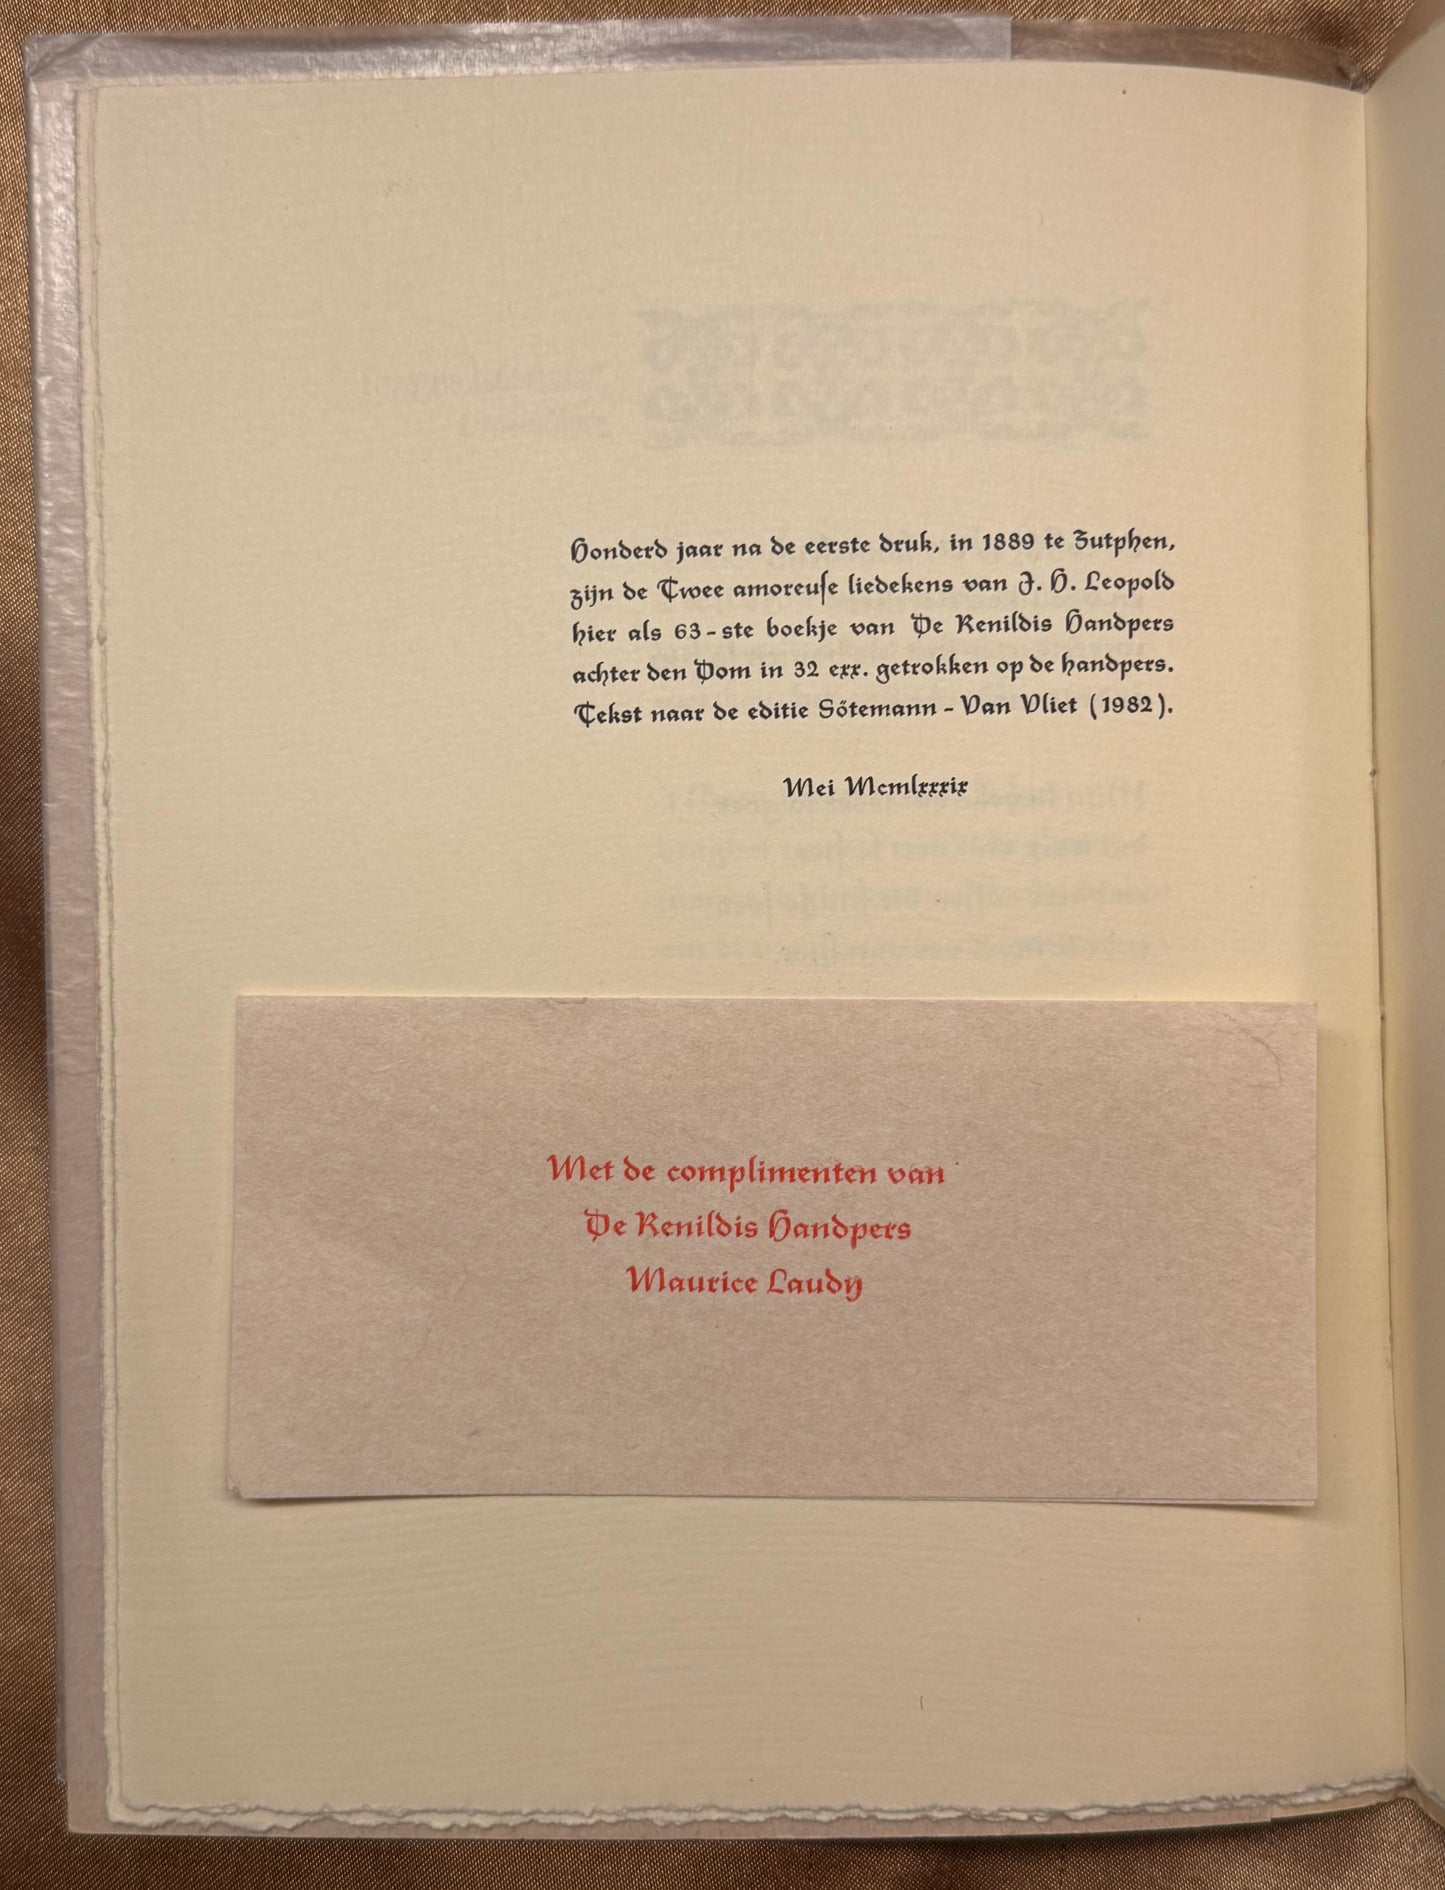 Honderd jaar na de eerste druk, in 1889 te Zutphen,
zijn de Twee amoreuſe liedekens van J. H. Leopold
hier als 63-ste boekje van De Renildis Handpers
achter den Dom in 32 exx. getrokken op de handpers.
Tekst naar de editie Sötemann - Van Vliet (1982).
Mei Mcmlxxxix
Met de complimenten van
De Renildis Handpers
Maurice Laudy